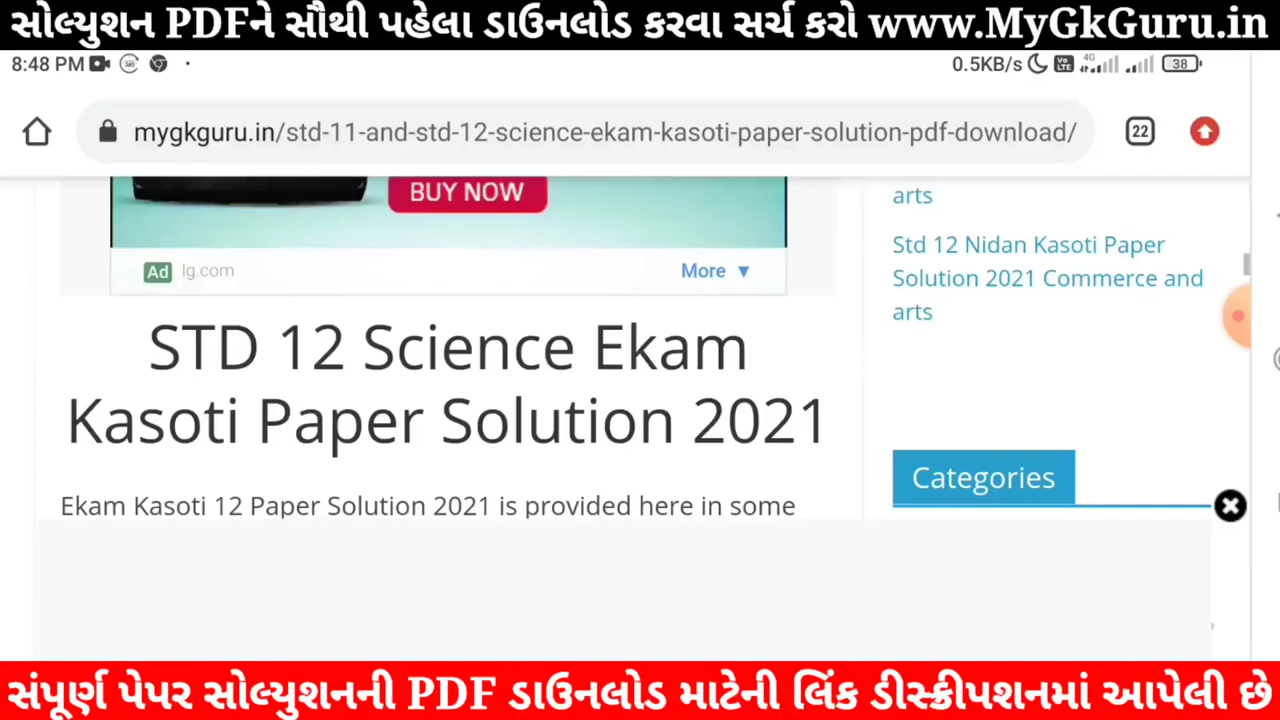 સોલ્યુશન PDFને સૌથી પહેલા ડાઉનલોડ કરવા સર્ચ કરો www.MyGkGuru.in
8:48 PM 0.5KB/s Vo LTE 4G 38
mygkguru.in/std-11-and-std-12-science-ekam-kasoti-paper-solution-pdf-download/ 22
BUY NOW
Ad lg.com More ▼
STD 12 Science Ekam
Kasoti Paper Solution 2021
Ekam Kasoti 12 Paper Solution 2021 is provided here in some
arts
Std 12 Nidan Kasoti Paper
Solution 2021 Commerce and
arts
Categories
સંપૂર્ણ પેપર સોલ્યુશનની PDF ડાઉનલોડ માટેની લિંક ડીસ્ક્રીપશનમાં આપેલી છે